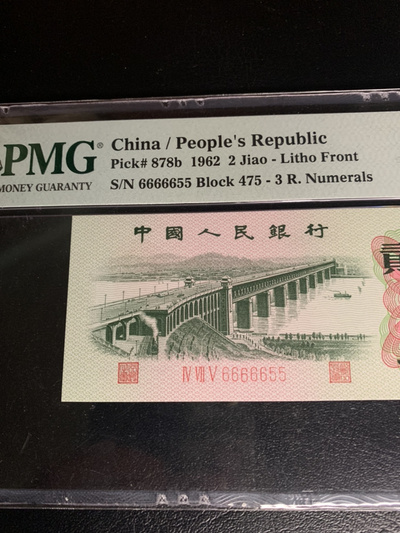 PMG®
MONEY GUARANTY
China / People's Republic
Pick# 878b 1962 2 Jiao - Litho Front
S/N 6666655 Block 475 - 3 R. Numerals
中國人民銀行
貳
Ⅳ Ⅶ Ⅴ 6666655